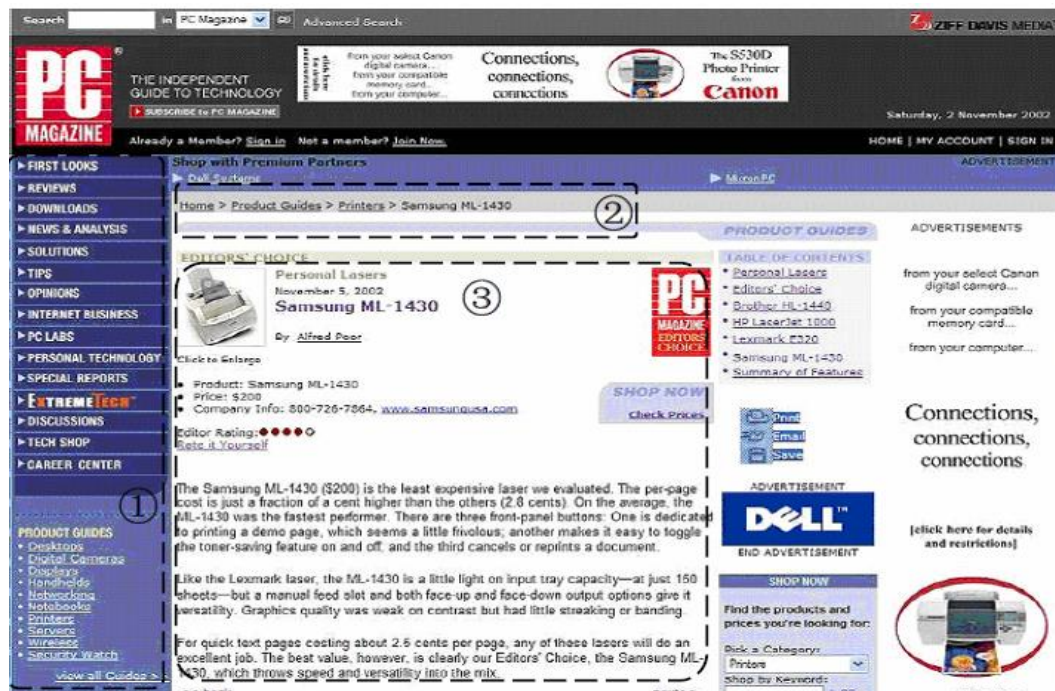 Search in PC Magazine Advanced Search
ZIFF DAVIS MEDIA
PC
MAGAZINE
THE INDEPENDENT
GUIDE TO TECHNOLOGY
SUBSCRIBE to PC MAGAZINE
click here
for details
from your select Canon
digital camera...
from your compatible
memory card...
from your computer...
Connections,
connections,
connections
The S530D
Photo Printer
from
Canon
Saturday, 2 November 2002
Already a Member? Sign in Not a member? Join Now.
HOME | MY ACCOUNT | SIGN IN
FIRST LOOKS
REVIEWS
DOWNLOADS
NEWS & ANALYSIS
SOLUTIONS
TIPS
OPINIONS
INTERNET BUSINESS
PC LABS
PERSONAL TECHNOLOGY
SPECIAL REPORTS
EXTREMETECH
DISCUSSIONS
TECH SHOP
CAREER CENTER
①
PRODUCT GUIDES
• Desktops
• Digital Cameras
• Displays
• Handhelds
• Networking
• Notebooks
• Printers
• Servers
• Wireless
• Security Watch
view all Guides >
Shop with Premium Partners
Dell Systems
MicronPC
ADVERTISEMENT
Home > Product Guides > Printers > Samsung ML-1430
②
EDITORS' CHOICE
Personal Lasers
November 5, 2002
Samsung ML-1430
③
By Alfred Poor
Click to Enlarge
PC
MAGAZINE
EDITORS'
CHOICE
• Product: Samsung ML-1430
• Price: $200
• Company Info: 800-726-7864, www.samsungusa.com
SHOP NOW
Check Prices
Editor Rating:
Rate it Yourself
The Samsung ML-1430 ($200) is the least expensive laser we evaluated. The per-page
cost is just a fraction of a cent higher than the others (2.8 cents). On the average, the
ML-1430 was the fastest performer. There are three front-panel buttons: One is dedicated
to printing a demo page, which seems a little frivolous; another makes it easy to toggle
the toner-saving feature on and off, and the third cancels or reprints a document.
Like the Lexmark laser, the ML-1430 is a little light on input tray capacity—at just 150
sheets—but a manual feed slot and both face-up and face-down output options give it
versatility. Graphics quality was weak on contrast but had little streaking or banding.
For quick text pages costing about 2.5 cents per page, any of these lasers will do an
excellent job. The best value, however, is clearly our Editors' Choice, the Samsung ML-
1430, which throws speed and versatility into the mix.
PRODUCT GUIDES
TABLE OF CONTENTS
• Personal Lasers
• Editors' Choice
• Brother HL-1440
• HP LaserJet 1000
• Lexmark E320
• Samsung ML-1430
• Summary of Features
Print
Email
Save
ADVERTISEMENT
DELL™
END ADVERTISEMENT
SHOP NOW
Find the products and
prices you're looking for:
Pick a Category:
Printers
Shop by Keyword:
ADVERTISEMENTS
from your select Canon
digital camera...
from your compatible
memory card...
from your computer...
Connections,
connections,
connections
[click here for details
and restrictions]